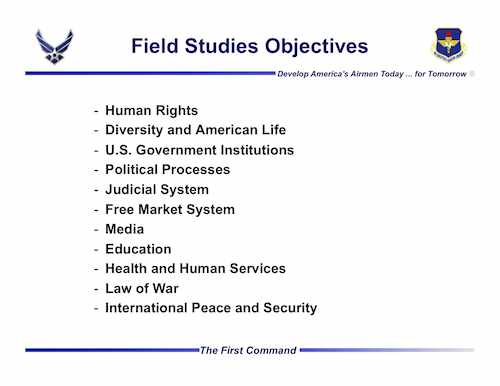 Field Studies Objectives
Develop America's Airmen Today ... for Tomorrow
- Human Rights
- Diversity and American Life
- U.S. Government Institutions
- Political Processes
- Judicial System
- Free Market System
- Media
- Education
- Health and Human Services
- Law of War
- International Peace and Security
The First Command